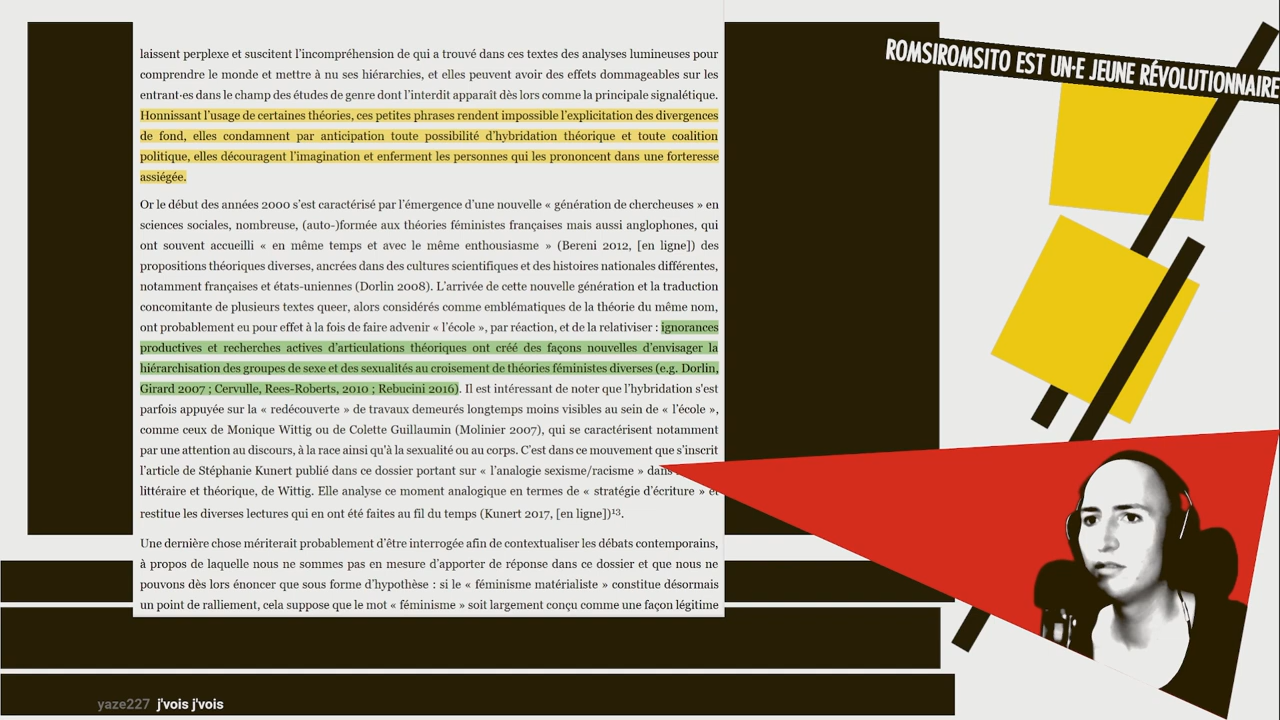 ROMSIROMSITO EST UN·E JEUNE RÉVOLUTIONNAIRE
laissent perplexe et suscitent l'incompréhension de qui a trouvé dans ces textes des analyses lumineuses pour
comprendre le monde et mettre à nu ses hiérarchies, et elles peuvent avoir des effets dommageables sur les
entrant·es dans le champ des études de genre dont l'interdit apparaît dès lors comme la principale signalétique.
Honnissant l'usage de certaines théories, ces petites phrases rendent impossible l'explicitation des divergences
de fond, elles condamnent par anticipation toute possibilité d'hybridation théorique et toute coalition
politique, elles découragent l'imagination et enferment les personnes qui les prononcent dans une forteresse
assiégée.
Or le début des années 2000 s'est caractérisé par l'émergence d'une nouvelle « génération de chercheuses » en
sciences sociales, nombreuse, (auto-)formée aux théories féministes françaises mais aussi anglophones, qui
ont souvent accueilli « en même temps et avec le même enthousiasme » (Bereni 2012, [en ligne]) des
propositions théoriques diverses, ancrées dans des cultures scientifiques et des histoires nationales différentes,
notamment françaises et états-uniennes (Dorlin 2008). L'arrivée de cette nouvelle génération et la traduction
concomitante de plusieurs textes queer, alors considérés comme emblématiques de la théorie du même nom,
ont probablement eu pour effet à la fois de faire advenir « l'école », par réaction, et de la relativiser : ignorances
productives et recherches actives d'articulations théoriques ont créé des façons nouvelles d'envisager la
hiérarchisation des groupes de sexe et des sexualités au croisement de théories féministes diverses (e.g. Dorlin,
Girard 2007 ; Cervulle, Rees-Roberts, 2010 ; Rebucini 2016). Il est intéressant de noter que l'hybridation s'est
parfois appuyée sur la « redécouverte » de travaux demeurés longtemps moins visibles au sein de « l'école »,
comme ceux de Monique Wittig ou de Colette Guillaumin (Molinier 2007), qui se caractérisent notamment
par une attention au discours, à la race ainsi qu'à la sexualité ou au corps. C'est dans ce mouvement que s'inscrit
l'article de Stéphanie Kunert publié dans ce dossier portant sur « l'analogie sexisme/racisme » dans
littéraire et théorique, de Wittig. Elle analyse ce moment analogique en termes de « stratégie d'écriture » et
restitue les diverses lectures qui en ont été faites au fil du temps (Kunert 2017, [en ligne])¹³.
Une dernière chose mériterait probablement d'être interrogée afin de contextualiser les débats contemporains,
à propos de laquelle nous ne sommes pas en mesure d'apporter de réponse dans ce dossier et que nous ne
pouvons dès lors énoncer que sous forme d'hypothèse : si le « féminisme matérialiste » constitue désormais
un point de ralliement, cela suppose que le mot « féminisme » soit largement conçu comme une façon légitime
yaze227 j'vois j'vois